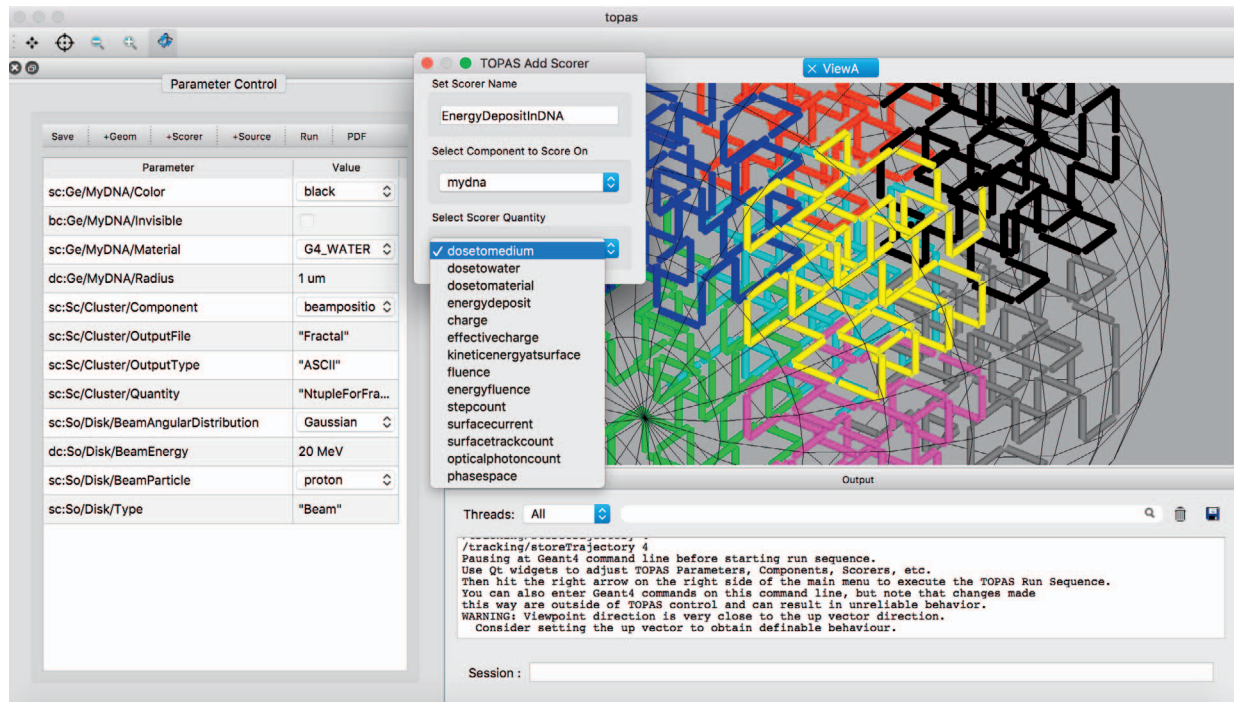 topas
Parameter Control
Save +Geom +Scorer +Source Run PDF
Parameter Value
sc:Ge/MyDNA/Color black
bc:Ge/MyDNA/Invisible
sc:Ge/MyDNA/Material G4_WATER
dc:Ge/MyDNA/Radius 1 um
sc:Sc/Cluster/Component beampositio
sc:Sc/Cluster/OutputFile "Fractal"
sc:Sc/Cluster/OutputType "ASCII"
sc:Sc/Cluster/Quantity "NtupleForFra...
sc:So/Disk/BeamAngularDistribution Gaussian
dc:So/Disk/BeamEnergy 20 MeV
sc:So/Disk/BeamParticle proton
sc:So/Disk/Type "Beam"
TOPAS Add Scorer
Set Scorer Name
EnergyDepositInDNA
Select Component to Score On
mydna
Select Scorer Quantity
✓ dosetomedium
dosetowater
dosetomaterial
energydeposit
charge
effectivecharge
kineticenergyatsurface
fluence
energyfluence
stepcount
surfacecurrent
surfacetrackcount
opticalphotoncount
phasespace
× ViewA
Output
Threads: All
/tracking/storeTrajectory 4
Pausing at Geant4 command line before starting run sequence.
Use Qt widgets to adjust TOPAS Parameters, Components, Scorers, etc.
Then hit the right arrow on the right side of the main menu to execute the TOPAS Run Sequence.
You can also enter Geant4 commands on this command line, but note that changes made
this way are outside of TOPAS control and can result in unreliable behavior.
WARNING: Viewpoint direction is very close to the up vector direction.
Consider setting the up vector to obtain definable behaviour.
Session :